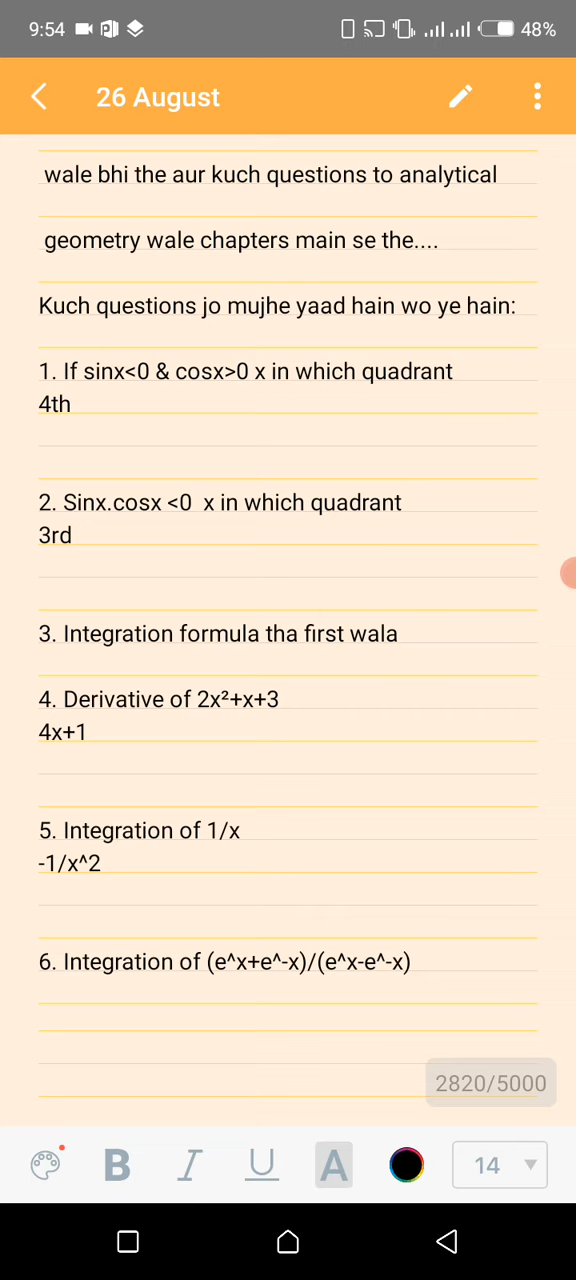 9:54
48%
26 August
wale bhi the aur kuch questions to analytical
geometry wale chapters main se the....
Kuch questions jo mujhe yaad hain wo ye hain:
1. If sinx<0 & cosx>0 x in which quadrant
4th
2. Sinx.cosx <0  x in which quadrant
3rd
3. Integration formula tha first wala
4. Derivative of 2x²+x+3
4x+1
5. Integration of 1/x
-1/x^2
6. Integration of (e^x+e^-x)/(e^x-e^-x)
2820/5000
B I U A 14